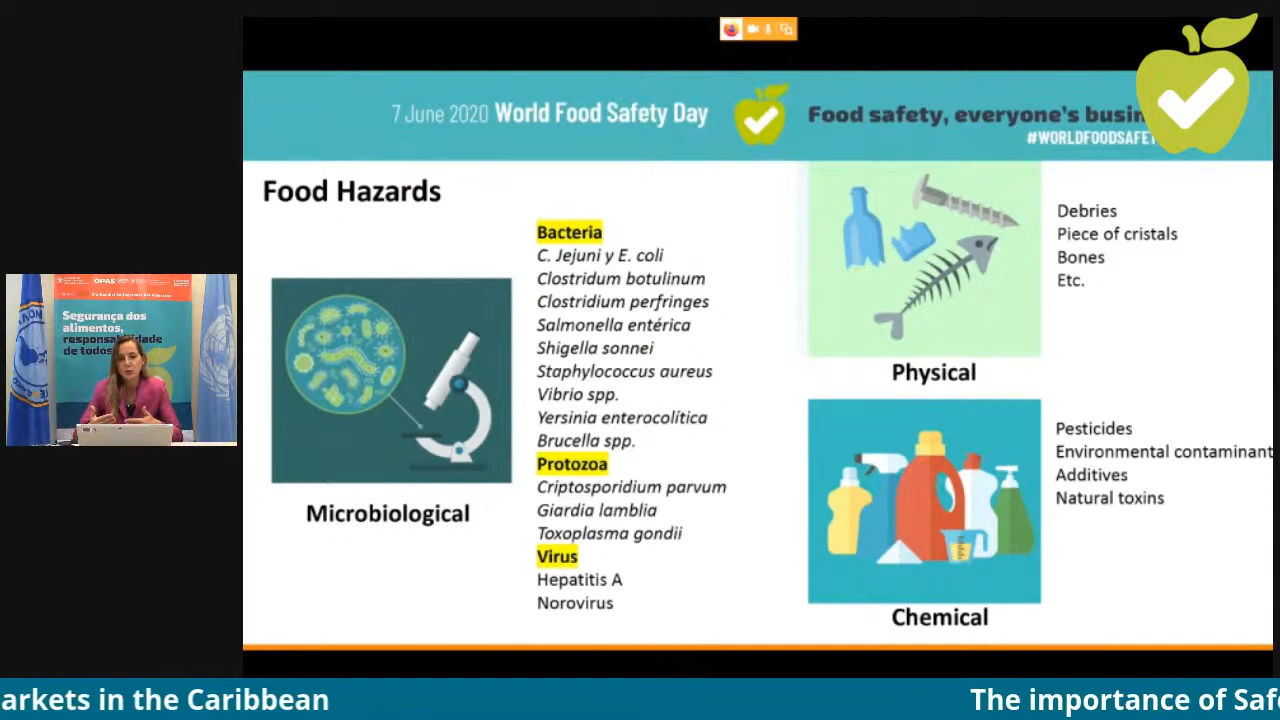 7 June 2020 World Food Safety Day
Food safety, everyone's busin
#WORLDFOODSAFET
Food Hazards
Microbiological
Bacteria
C. Jejuni y E. coli
Clostridum botulinum
Clostridium perfringes
Salmonella entérica
Shigella sonnei
Staphylococcus aureus
Vibrio spp.
Yersinia enterocolítica
Brucella spp.
Protozoa
Criptosporidium parvum
Giardia lamblia
Toxoplasma gondii
Virus
Hepatitis A
Norovirus
Debries
Piece of cristals
Bones
Etc.
Physical
Pesticides
Environmental contaminant
Additives
Natural toxins
Chemical
OPAS
Segurança dos
alimentos,
responsabilidade
de todos
arkets in the Caribbean
The importance of Safe